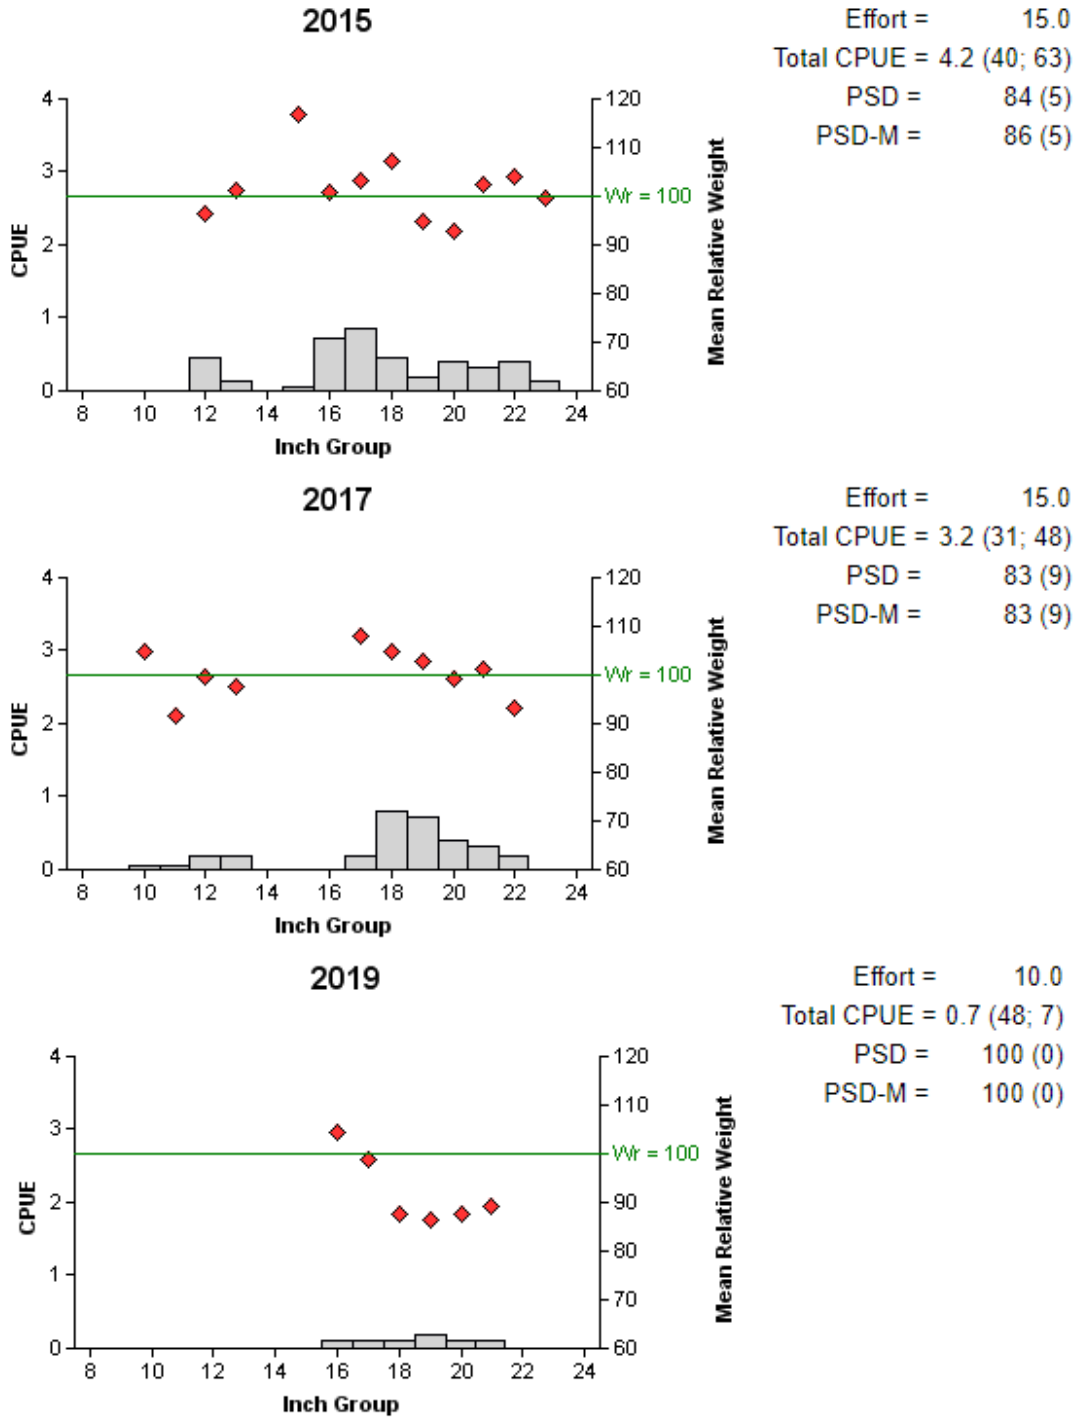 2015
Effort = 15.0
Total CPUE = 4.2 (40; 63)
PSD = 84 (5)
PSD-M = 86 (5)
4
3
2
1
0
CPUE
120
110
Wr = 100
90
80
70
60
Mean Relative Weight
8 10 12 14 16 18 20 22 24
Inch Group
2017
Effort = 15.0
Total CPUE = 3.2 (31; 48)
PSD = 83 (9)
PSD-M = 83 (9)
4
3
2
1
0
CPUE
120
110
Wr = 100
90
80
70
60
Mean Relative Weight
8 10 12 14 16 18 20 22 24
Inch Group
2019
Effort = 10.0
Total CPUE = 0.7 (48; 7)
PSD = 100 (0)
PSD-M = 100 (0)
4
3
2
1
0
CPUE
120
110
Wr = 100
90
80
70
60
Mean Relative Weight
8 10 12 14 16 18 20 22 24
Inch Group